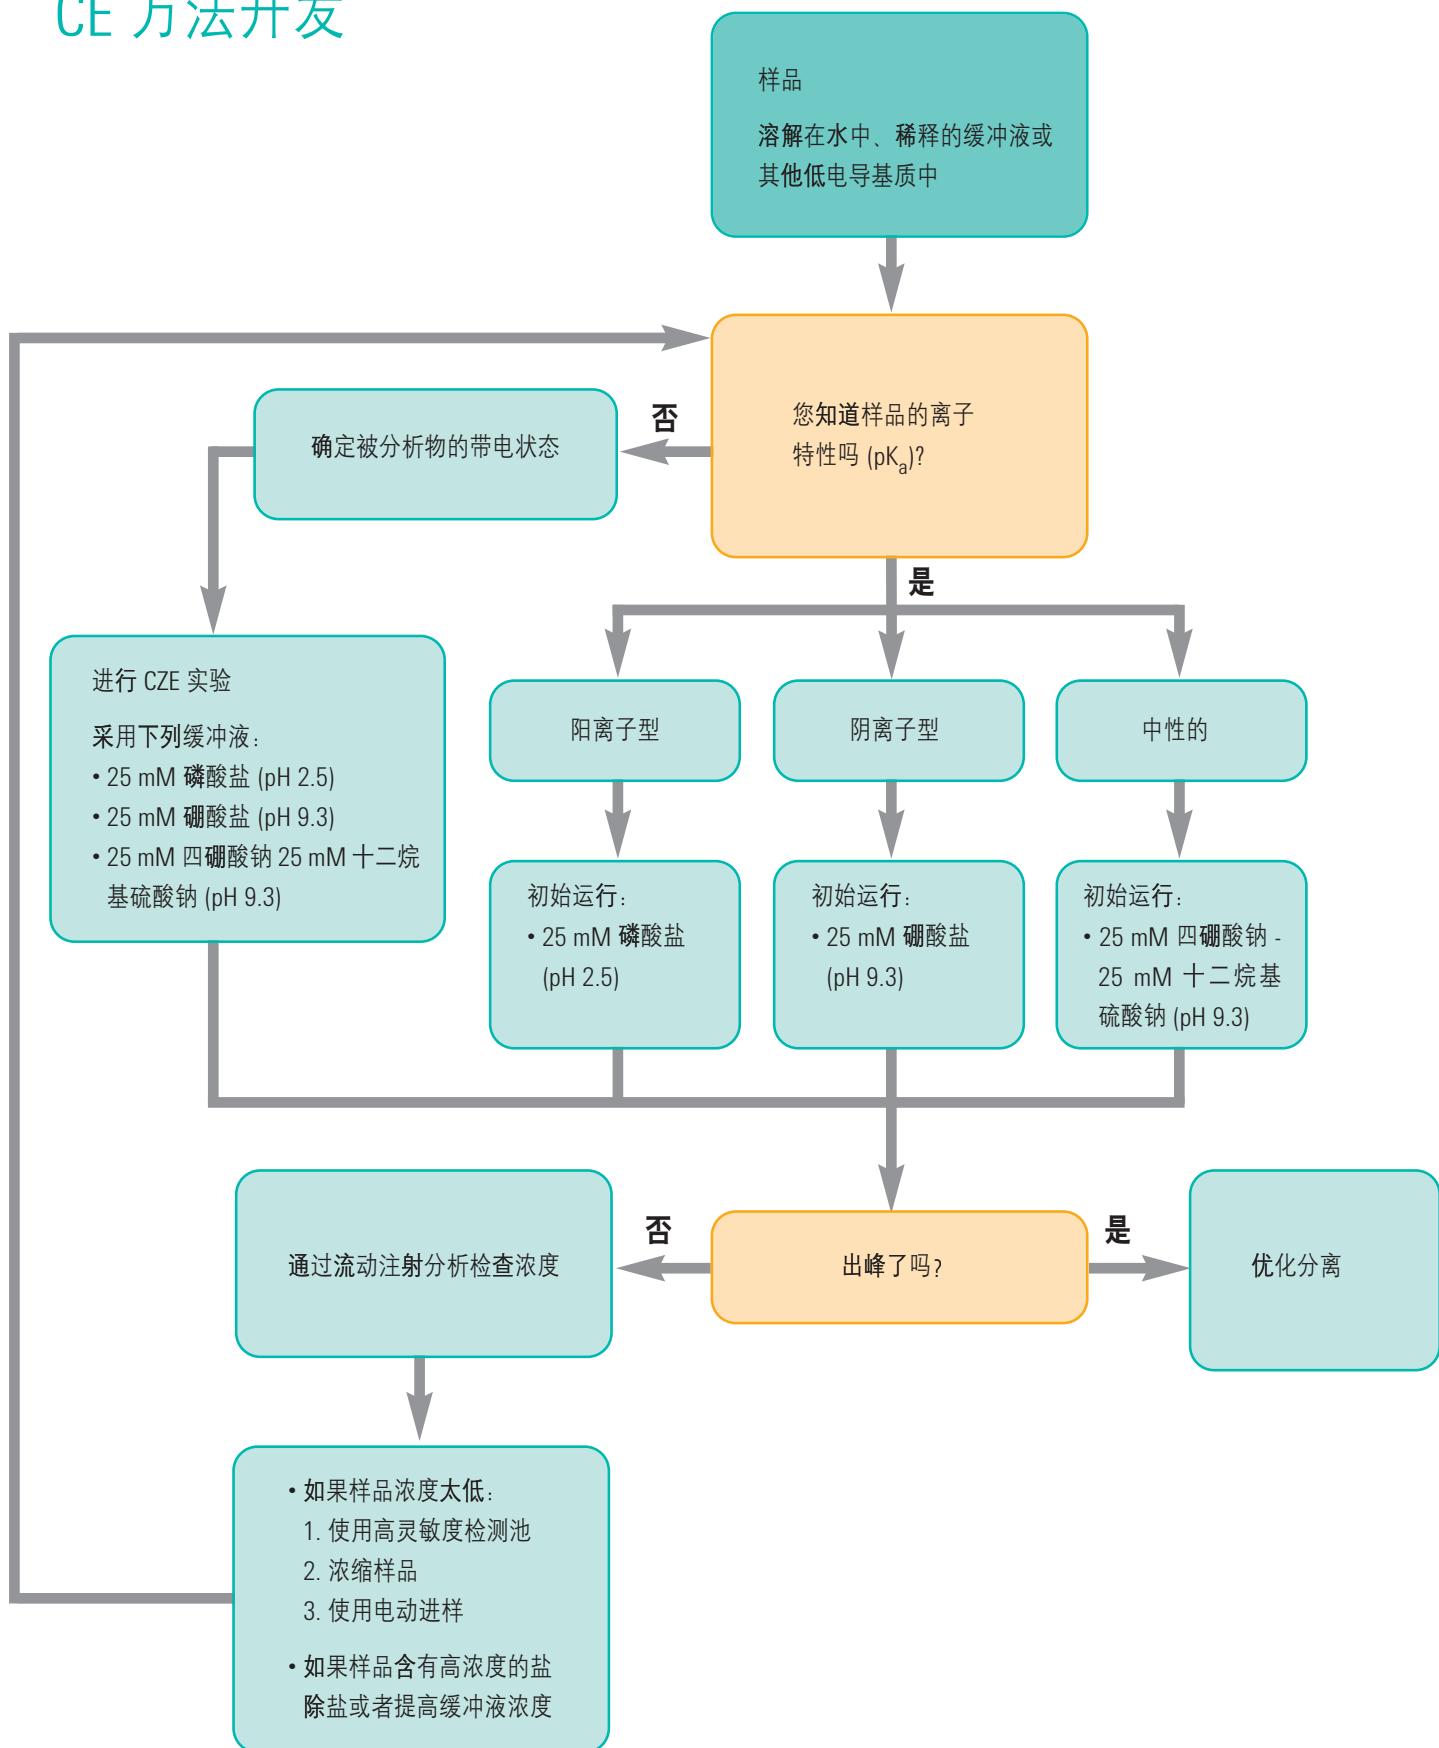 CE 方法开发
样品
溶解在水中、稀释的缓冲液或
其他低电导基质中
您知道样品的离子
特性吗 (pKa)?
否
确定被分析物的带电状态
是
进行 CZE 实验
采用下列缓冲液：
• 25 mM 磷酸盐 (pH 2.5)
• 25 mM 硼酸盐 (pH 9.3)
• 25 mM 四硼酸钠 25 mM 十二烷
基硫酸钠 (pH 9.3)
阳离子型
阴离子型
中性的
初始运行：
• 25 mM 磷酸盐
(pH 2.5)
初始运行：
• 25 mM 硼酸盐
(pH 9.3)
初始运行：
• 25 mM 四硼酸钠 -
25 mM 十二烷基
硫酸钠 (pH 9.3)
出峰了吗？
否
通过流动注射分析检查浓度
是
优化分离
• 如果样品浓度太低：
1. 使用高灵敏度检测池
2. 浓缩样品
3. 使用电动进样
• 如果样品含有高浓度的盐
除盐或者提高缓冲液浓度